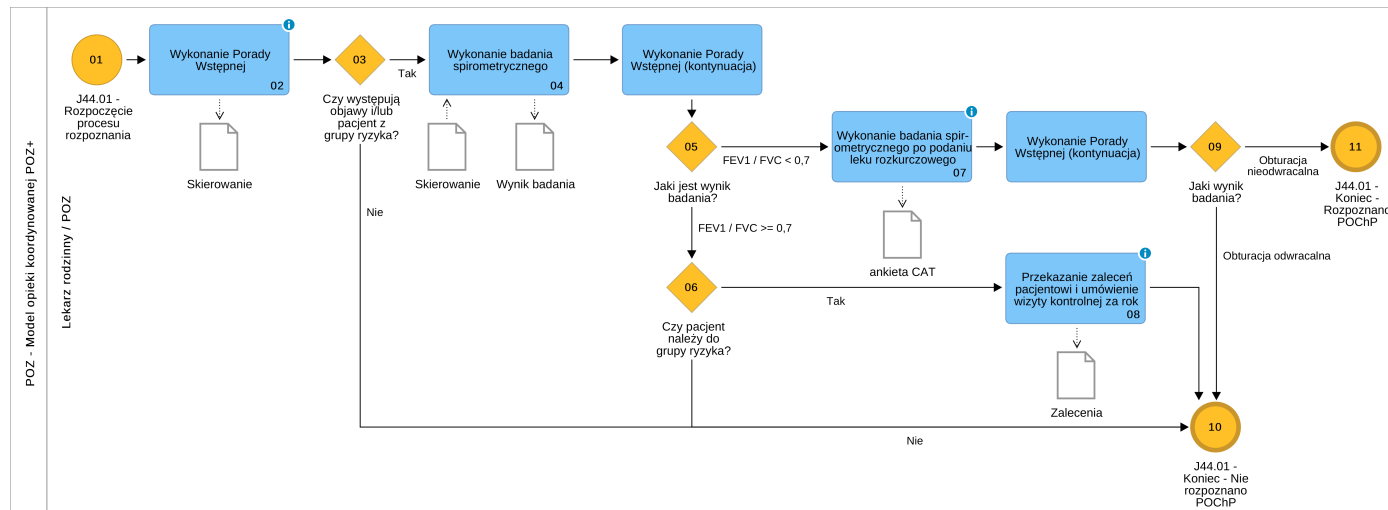 POZ - Model opieki koordynowanej POZ+
Lekarz rodzinny / POZ
01
J44.01 -
Rozpoczęcie
procesu
rozpoznania
Wykonanie Porady
Wstępnej
02
Skierowanie
03
Czy występują
objawy i/lub
pacjent z
grupy ryzyka?
Tak
Nie
Wykonanie badania
spirometrycznego
04
Skierowanie
Wynik badania
Wykonanie Porady
Wstępnej (kontynuacja)
05
Jaki jest wynik
badania?
FEV1 / FVC < 0,7
FEV1 / FVC >= 0,7
Wykonanie badania spir-
ometrycznego po podaniu
leku rozkurczowego
07
ankieta CAT
Wykonanie Porady
Wstępnej (kontynuacja)
09
Jaki wynik
badania?
Obturacja
nieodwracalna
Obturacja odwracalna
11
J44.01 -
Koniec -
Rozpoznano
POChP
06
Czy pacjent
należy do
grupy ryzyka?
Tak
Nie
Przekazanie zaleceń
pacjentowi i umówienie
wizyty kontrolnej za rok
08
Zalecenia
10
J44.01 -
Koniec - Nie
rozpoznano
POChP